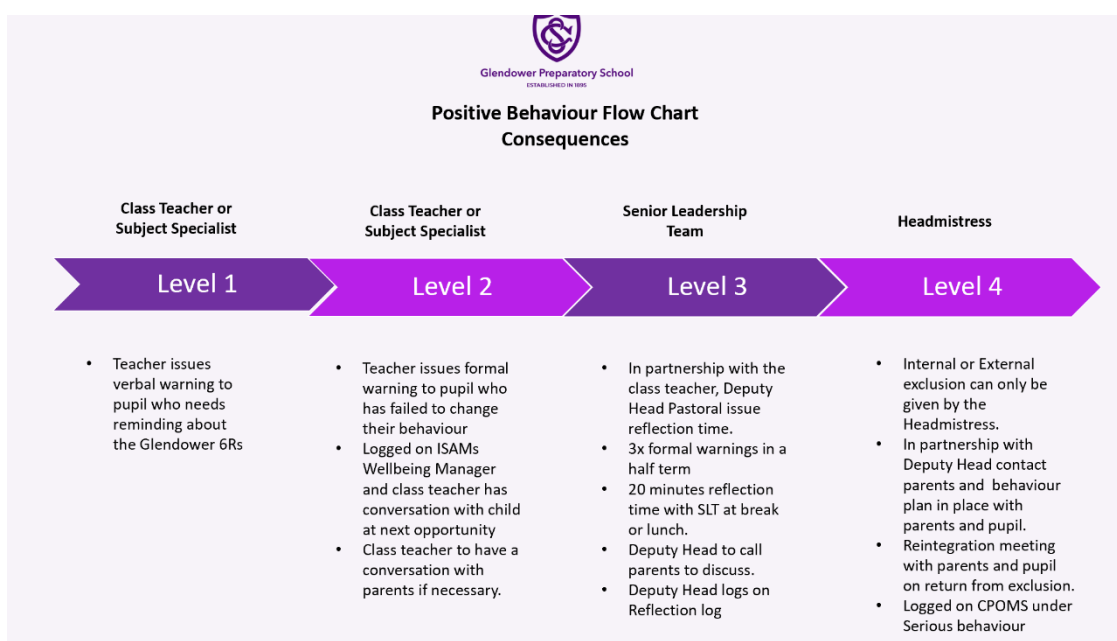 Glendower Preparatory School
ESTABLISHED IN 1895
Positive Behaviour Flow Chart
Consequences
Class Teacher or
Subject Specialist
Level 1
• Teacher issues
verbal warning to
pupil who needs
reminding about
the Glendower 6Rs
Class Teacher or
Subject Specialist
Level 2
• Teacher issues formal
warning to pupil who
has failed to change
their behaviour
• Logged on ISAMs
Wellbeing Manager
and class teacher has
conversation with child
at next opportunity
• Class teacher to have a
conversation with
parents if necessary.
Senior Leadership
Team
Level 3
• In partnership with the
class teacher, Deputy
Head Pastoral issue
reflection time.
• 3x formal warnings in a
half term
• 20 minutes reflection
time with SLT at break
or lunch.
• Deputy Head to call
parents to discuss.
• Deputy Head logs on
Reflection log
Headmistress
Level 4
• Internal or External
exclusion can only be
given by the
Headmistress.
• In partnership with
Deputy Head contact
parents and  behaviour
plan in place with
parents and pupil.
• Reintegration meeting
with parents and pupil
on return from exclusion.
• Logged on CPOMS under
Serious behaviour